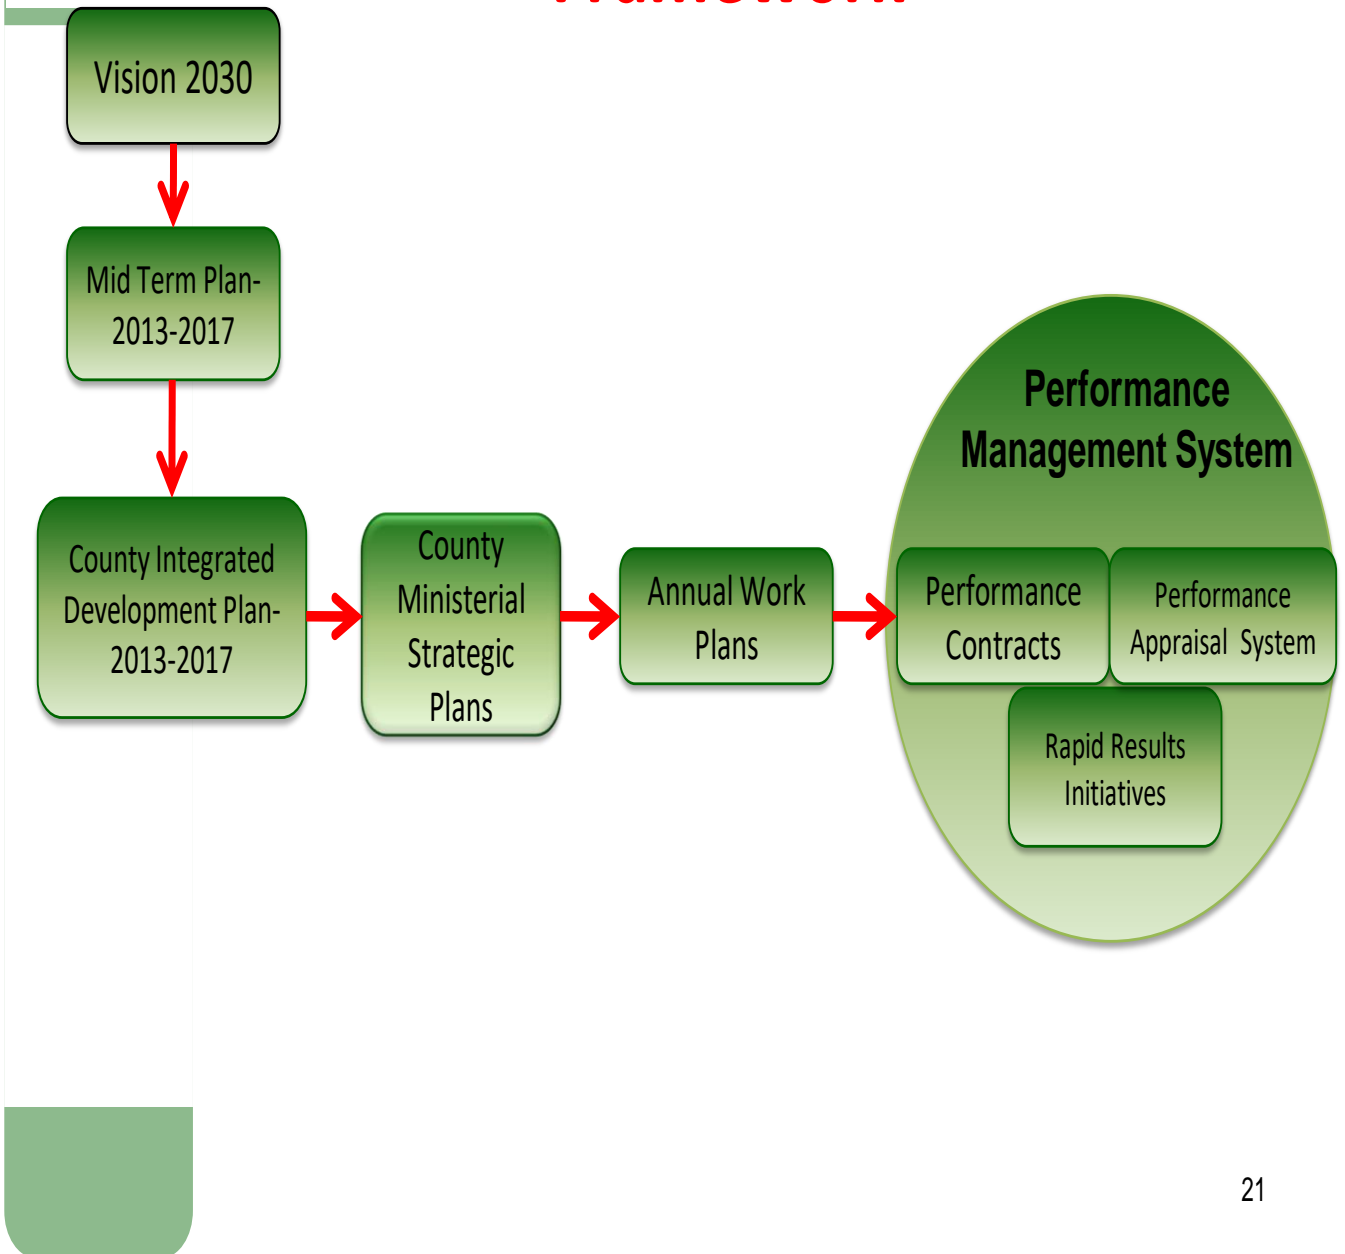 Framework
Vision 2030
Mid Term Plan-
2013-2017
County Integrated
Development Plan-
2013-2017
County
Ministerial
Strategic
Plans
Annual Work
Plans
Performance
Management System
Performance
Contracts
Performance
Appraisal System
Rapid Results
Initiatives
21